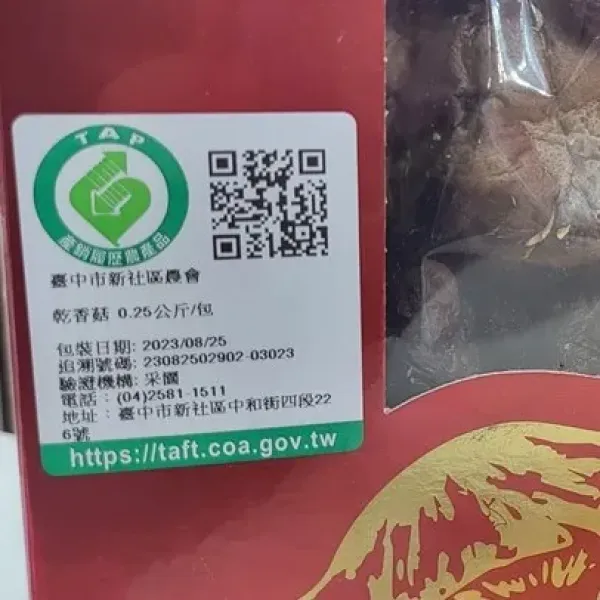 TAP
產銷履歷農產品
臺中市新社區農會
乾香菇 0.25公斤/包
包裝日期: 2023/08/25
追溯號碼: 23082502902-03023
驗證機構: 采園
電話 : (04)2581-1511
地址 : 臺中市新社區中和街四段22
6號
https://taft.coa.gov.tw